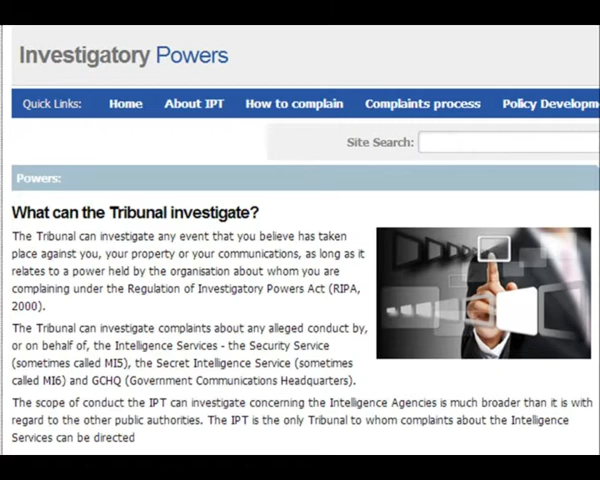 Investigatory Powers
Quick Links: Home About IPT How to complain Complaints process Policy Developm
Site Search:
Powers:
What can the Tribunal investigate?
The Tribunal can investigate any event that you believe has taken
place against you, your property or your communications, as long as it
relates to a power held by the organisation about whom you are
complaining under the Regulation of Investigatory Powers Act (RIPA,
2000).
The Tribunal can investigate complaints about any alleged conduct by,
or on behalf of, the Intelligence Services - the Security Service
(sometimes called MI5), the Secret Intelligence Service (sometimes
called MI6) and GCHQ (Government Communications Headquarters).
The scope of conduct the IPT can investigate concerning the Intelligence Agencies is much broader than it is with
regard to the other public authorities. The IPT is the only Tribunal to whom complaints about the Intelligence
Services can be directed